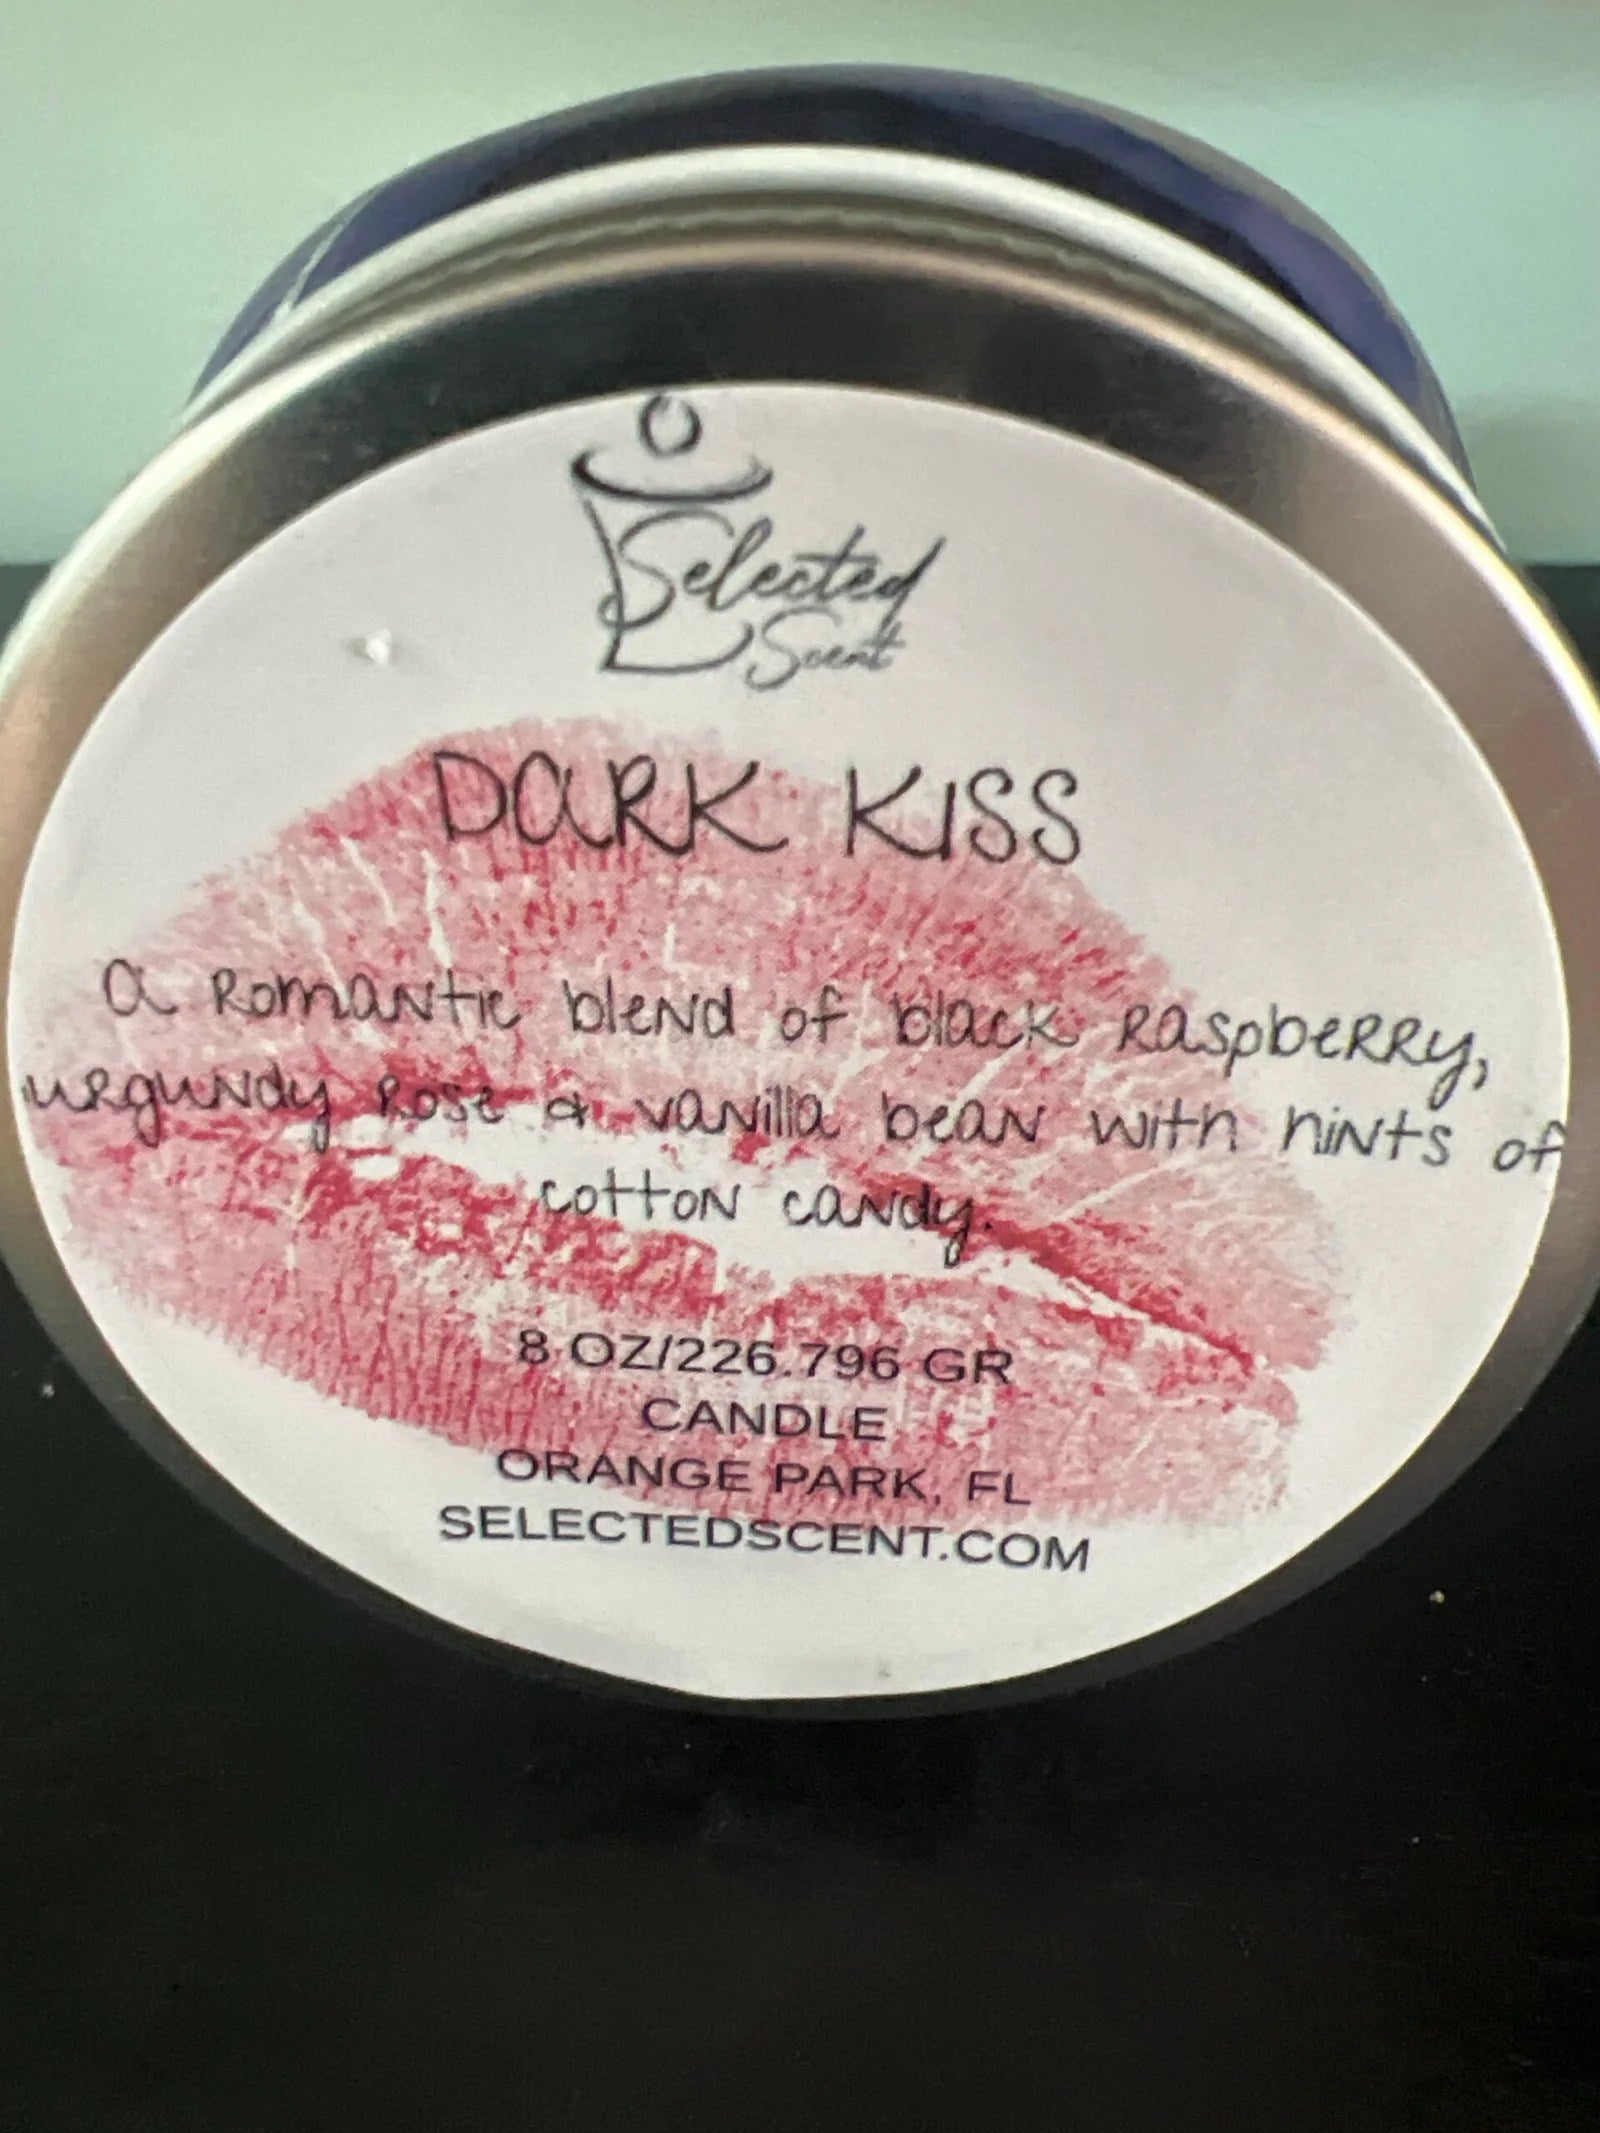 Selected
Scent
DARK KISS
a romantic blend of black raspberry,
urgundy rose & vanilla bean with hints of
cotton candy.
8 OZ/226.796 GR
CANDLE
ORANGE PARK, FL
SELECTEDSCENT.COM